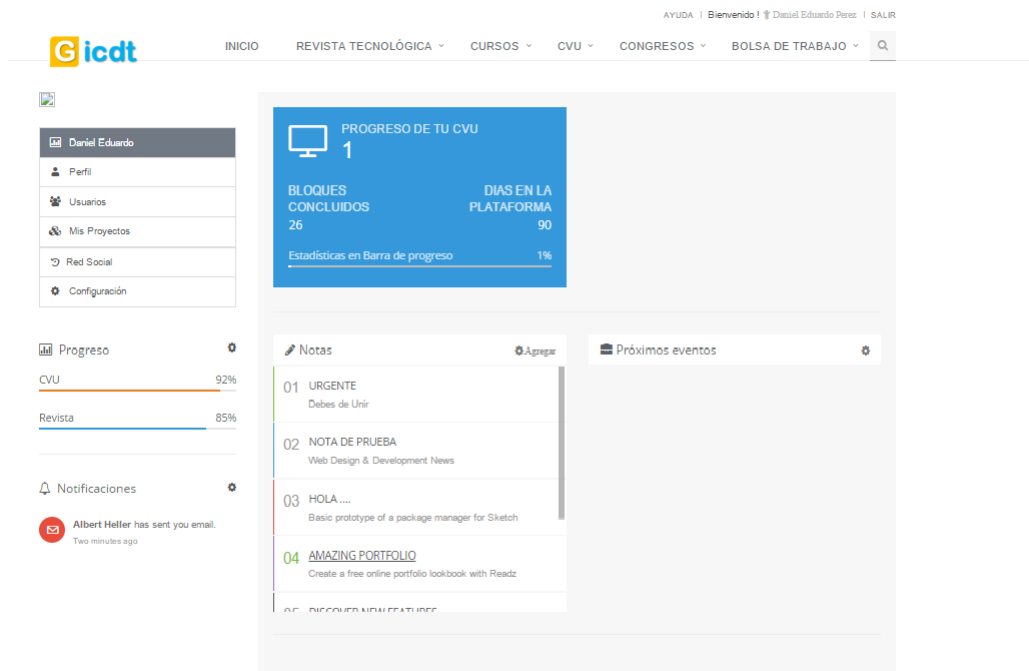 AYUDA | Bienvenido ! Daniel Eduardo Perez | SALIR
G icdt
INICIO REVISTA TECNOLÓGICA CURSOS CVU CONGRESOS BOLSA DE TRABAJO
Daniel Eduardo
Perfil
Usuarios
Mis Proyectos
Red Social
Configuración
Progreso
CVU 92%
Revista 85%
Notificaciones
Albert Heller has sent you email.
Two minutes ago
PROGRESO DE TU CVU
1
BLOQUES CONCLUIDOS
26
DIAS EN LA PLATAFORMA
90
Estadísticas en Barra de progreso 1%
Notas Agregar
01 URGENTE
Debes de Unir
02 NOTA DE PRUEBA
Web Design & Development News
03 HOLA ....
Basic prototype of a package manager for Sketch
04 AMAZING PORTFOLIO
Create a free online portfolio lookbook with Readz
05 DISCOVER NEW FEATURES
Próximos eventos